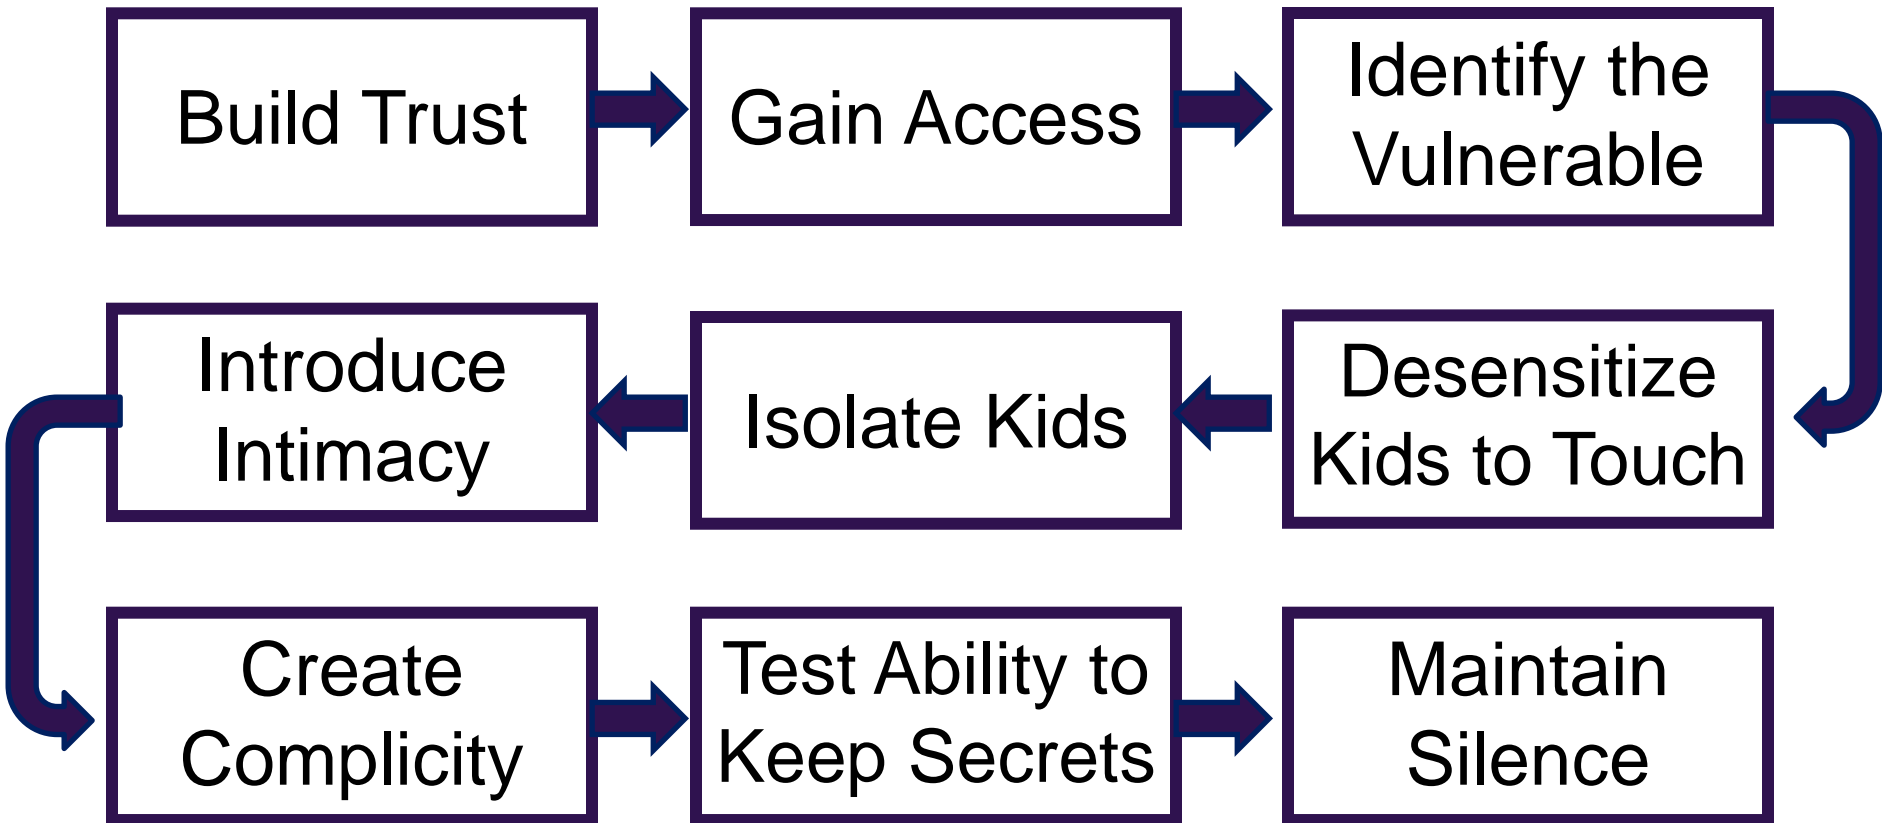 Build Trust
Gain Access
Identify the
Vulnerable
Desensitize
Kids to Touch
Isolate Kids
Introduce
Intimacy
Create
Complicity
Test Ability to
Keep Secrets
Maintain
Silence